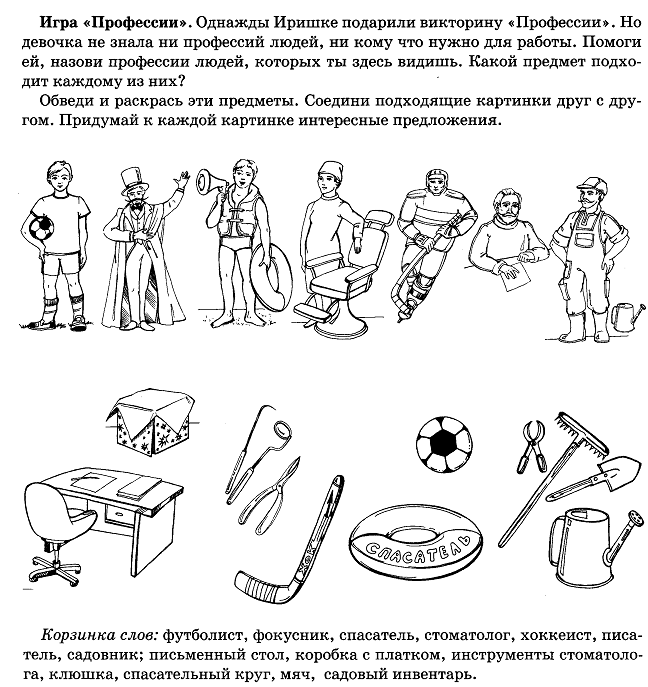 Игра «Профессии». Однажды Иришке подарили викторину «Профессии». Но
девочка не знала ни профессий людей, ни кому что нужно для работы. Помоги
ей, назови профессии людей, которых ты здесь видишь. Какой предмет подхо-
дит каждому из них?
Обведи и раскрась эти предметы. Соедини подходящие картинки друг с дру-
гом. Придумай к каждой картинке интересные предложения.
ХОК
СПАСАТЕЛЬ
Корзинка слов: футболист, фокусник, спасатель, стоматолог, хоккеист, писа-
тель, садовник; письменный стол, коробка с платком, инструменты стоматоло-
га, клюшка, спасательный круг, мяч, садовый инвентарь.